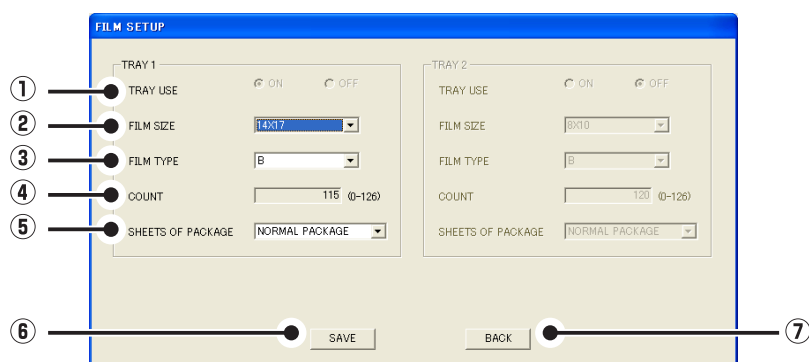 FILM SETUP
TRAY 1
① TRAY USE ON OFF
② FILM SIZE 14X17
③ FILM TYPE B
④ COUNT 115 (0-126)
⑤ SHEETS OF PACKAGE NORMAL PACKAGE
TRAY 2
TRAY USE ON OFF
FILM SIZE 8X10
FILM TYPE B
COUNT 120 (0-126)
SHEETS OF PACKAGE NORMAL PACKAGE
⑥ SAVE BACK ⑦